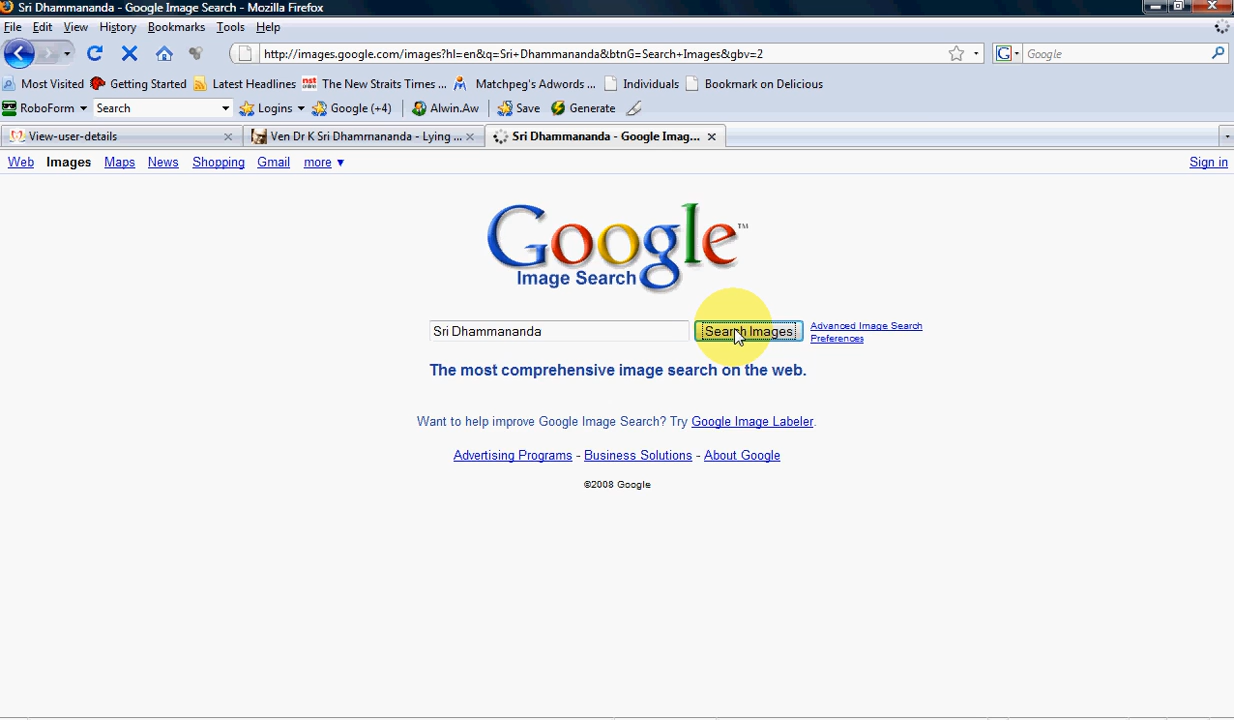 Sri Dhammananda - Google Image Search - Mozilla Firefox
File Edit View History Bookmarks Tools Help
http://images.google.com/images?hl=en&q=Sri+Dhammananda&btnG=Search+Images&gbv=2 G Google
Most Visited Getting Started Latest Headlines nst The New Straits Times ... Matchpeg's Adwords ... Individuals Bookmark on Delicious
RoboForm Search Logins Google (+4) Alwin.Aw Save Generate
View-user-details Ven Dr K Sri Dhammananda - Lying ... Sri Dhammananda - Google Imag...
Web Images Maps News Shopping Gmail more ▼ Sign in
Google™
Image Search
Sri Dhammananda Search Images Advanced Image Search
Preferences
The most comprehensive image search on the web.
Want to help improve Google Image Search? Try Google Image Labeler.
Advertising Programs - Business Solutions - About Google
©2008 Google